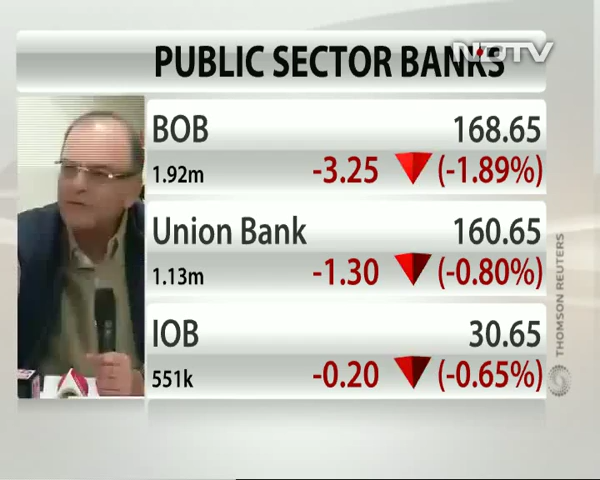 NDTV
PUBLIC SECTOR BANKS
BOB 168.65
1.92m -3.25 (-1.89%)
Union Bank 160.65
1.13m -1.30 (-0.80%)
IOB 30.65
551k -0.20 (-0.65%)
THOMSON REUTERS